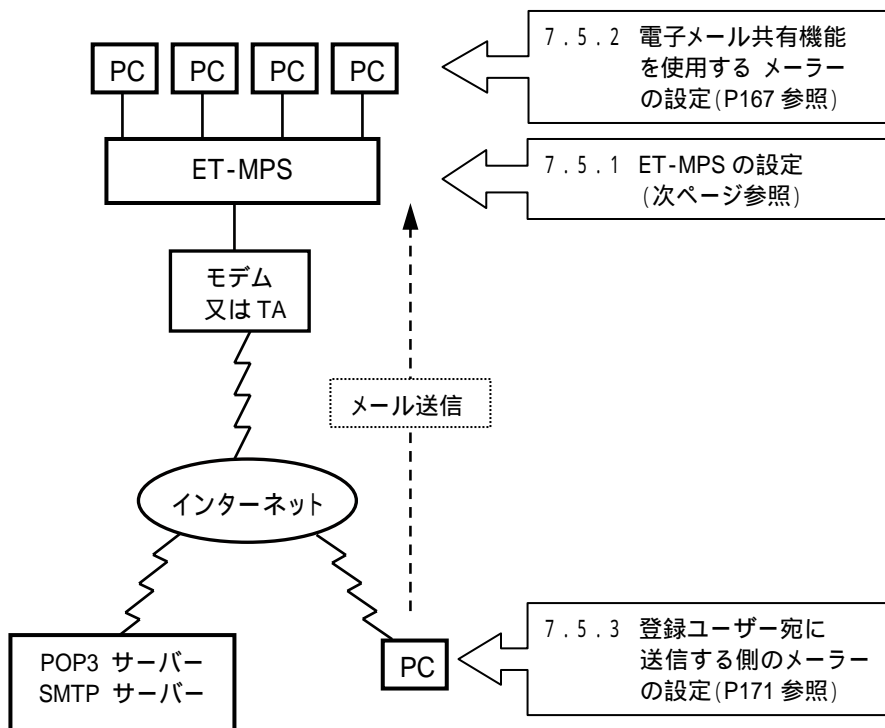 PC PC PC PC
7.5.2 電子メール共有機能
を使用する メーラー
の設定(P167 参照)
ET-MPS
7.5.1 ET-MPS の設定
(次ページ参照)
モデム
又は TA
メール送信
インターネット
POP3 サーバー
SMTP サーバー
PC
7.5.3 登録ユーザー宛に
送信する側のメーラー
の設定(P171 参照)